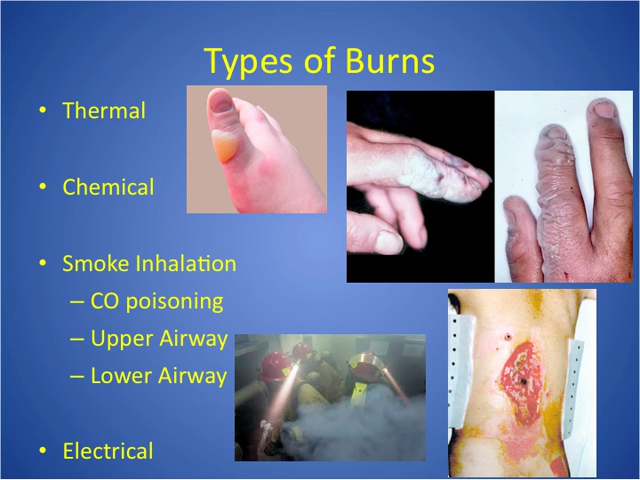 Types of Burns
• Thermal
• Chemical
• Smoke Inhalation
– CO poisoning
– Upper Airway
– Lower Airway
• Electrical